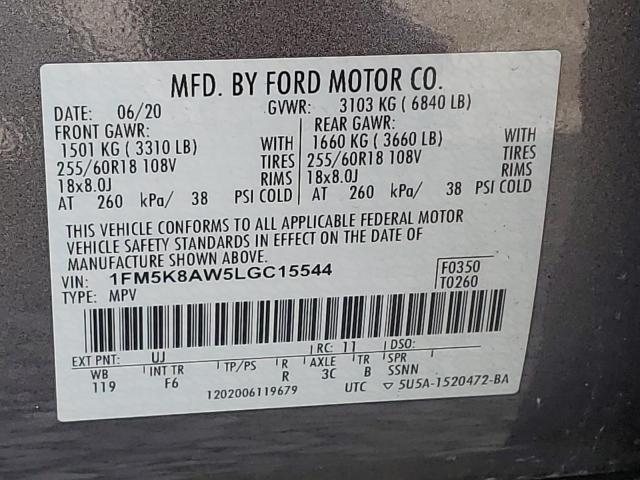 MFD. BY FORD MOTOR CO.
DATE: 06/20 GVWR: 3103 KG ( 6840 LB)
FRONT GAWR: REAR GAWR:
1501 KG ( 3310 LB) WITH 1660 KG ( 3660 LB) WITH
255/60R18 108V TIRES 255/60R18 108V TIRES
18x8.0J RIMS 18x8.0J RIMS
AT 260 kPa/ 38 PSI COLD AT 260 kPa/ 38 PSI COLD
THIS VEHICLE CONFORMS TO ALL APPLICABLE FEDERAL MOTOR
VEHICLE SAFETY STANDARDS IN EFFECT ON THE DATE OF
MANUFACTURE SHOWN ABOVE.
VIN: 1FM5K8AW5LGC15544 F0350
TYPE: MPV T0260
EXT PNT: UJ RC: 11 DSO:
WB INT TR TP/PS R AXLE TR SPR
119 F6 R 3C B SSNN
1202006119679 UTC ▽ 5U5A-1520472-BA